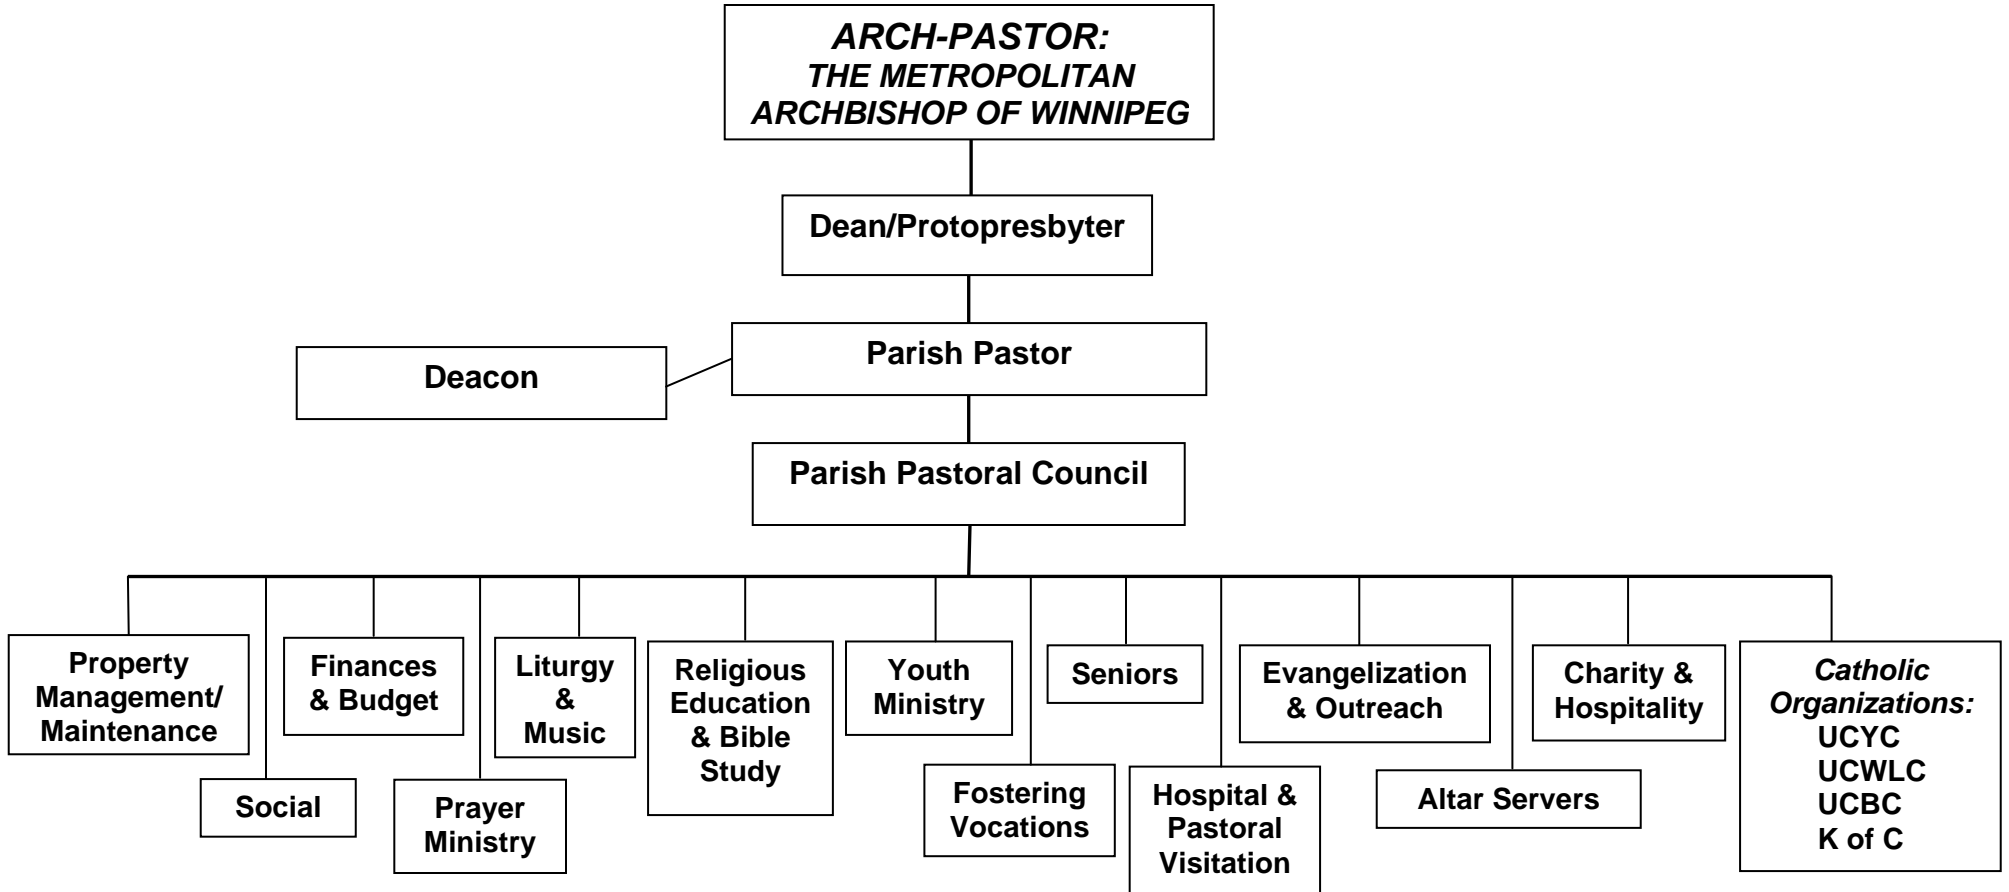 ARCH-PASTOR:
THE METROPOLITAN
ARCHBISHOP OF WINNIPEG
Dean/Protopresbyter
Parish Pastor
Deacon
Parish Pastoral Council
Property
Management/
Maintenance
Social
Finances
& Budget
Prayer
Ministry
Liturgy
&
Music
Religious
Education
& Bible
Study
Youth
Ministry
Fostering
Vocations
Seniors
Hospital &
Pastoral
Visitation
Evangelization
& Outreach
Altar Servers
Charity &
Hospitality
Catholic
Organizations:
UCYC
UCWLC
UCBC
K of C